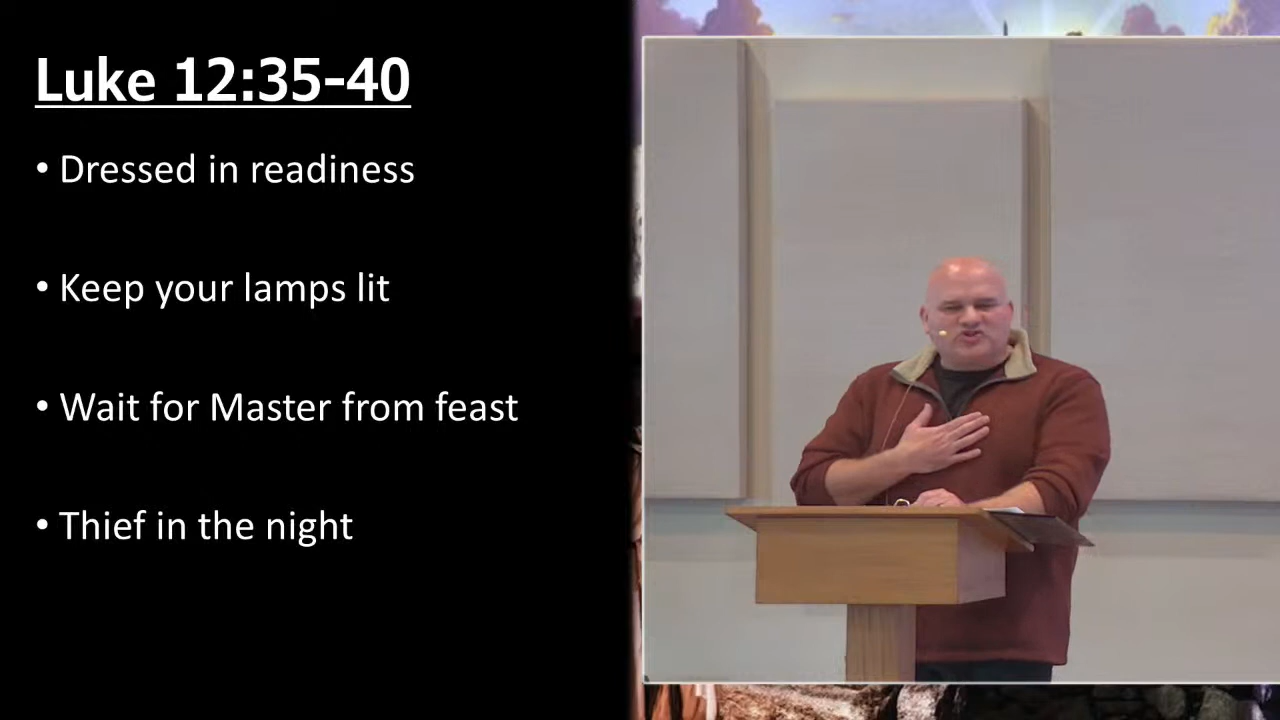 Luke 12:35-40
• Dressed in readiness
• Keep your lamps lit
• Wait for Master from feast
• Thief in the night